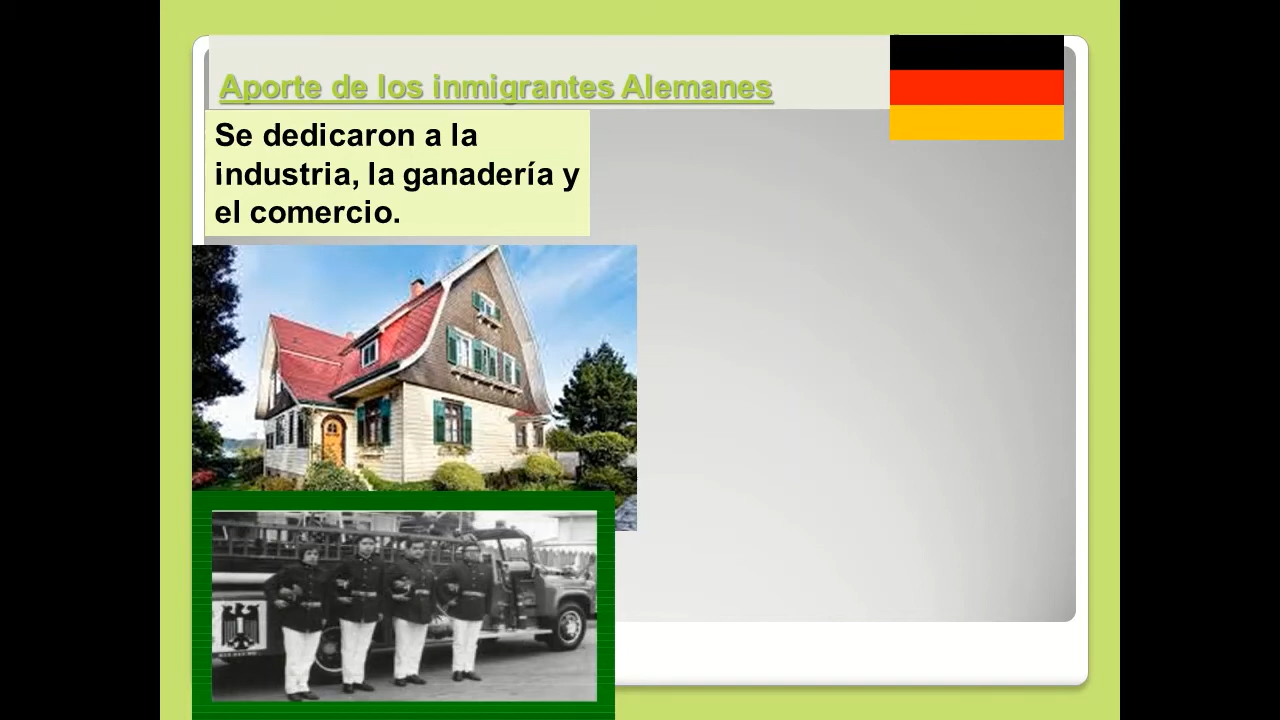 Aporte de los inmigrantes Alemanes
Se dedicaron a la
industria, la ganadería y
el comercio.